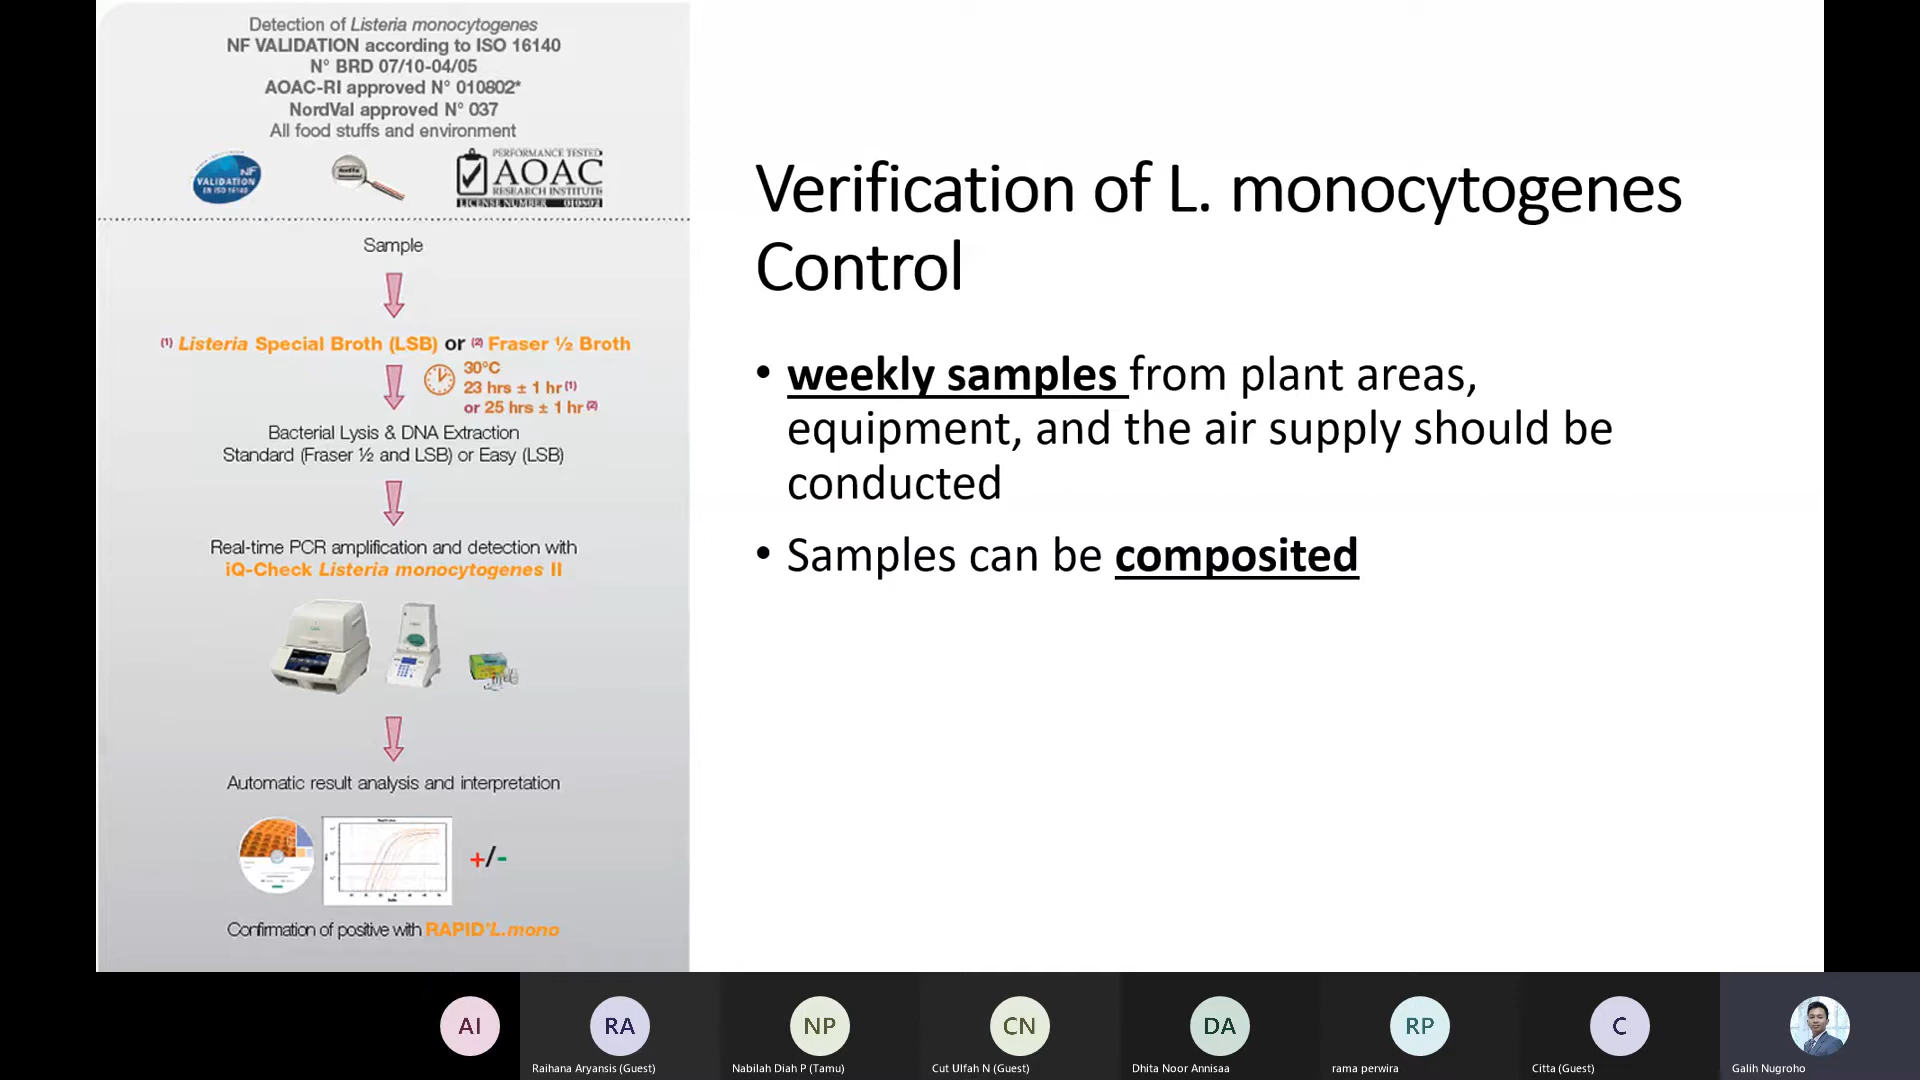 Detection of Listeria monocytogenes
NF VALIDATION according to ISO 16140
N° BRD 07/10-04/05
AOAC-RI approved N° 010802*
NordVal approved N° 037
All food stuffs and environment
NF
VALIDATION
EN ISO 16140
PERFORMANCE TESTED
AOAC
RESEARCH INSTITUTE
LICENSE NUMBER 010802
Sample
(1) Listeria Special Broth (LSB) or (2) Fraser ½ Broth
30°C
23 hrs ± 1 hr (1)
or 25 hrs ± 1 hr (2)
Bacterial Lysis & DNA Extraction
Standard (Fraser ½ and LSB) or Easy (LSB)
Real-time PCR amplification and detection with
iQ-Check Listeria monocytogenes II
Automatic result analysis and interpretation
+/-
Confirmation of positive with RAPID'L.mono
Verification of L. monocytogenes
Control
• weekly samples from plant areas,
equipment, and the air supply should be
conducted
• Samples can be composited
AI
RA
NP
CN
DA
RP
C
Raihana Aryansis (Guest)
Nabilah Diah P (Tamu)
Cut Ulfah N (Guest)
Dhita Noor Annisaa
rama perwira
Citta (Guest)
Galih Nugroho